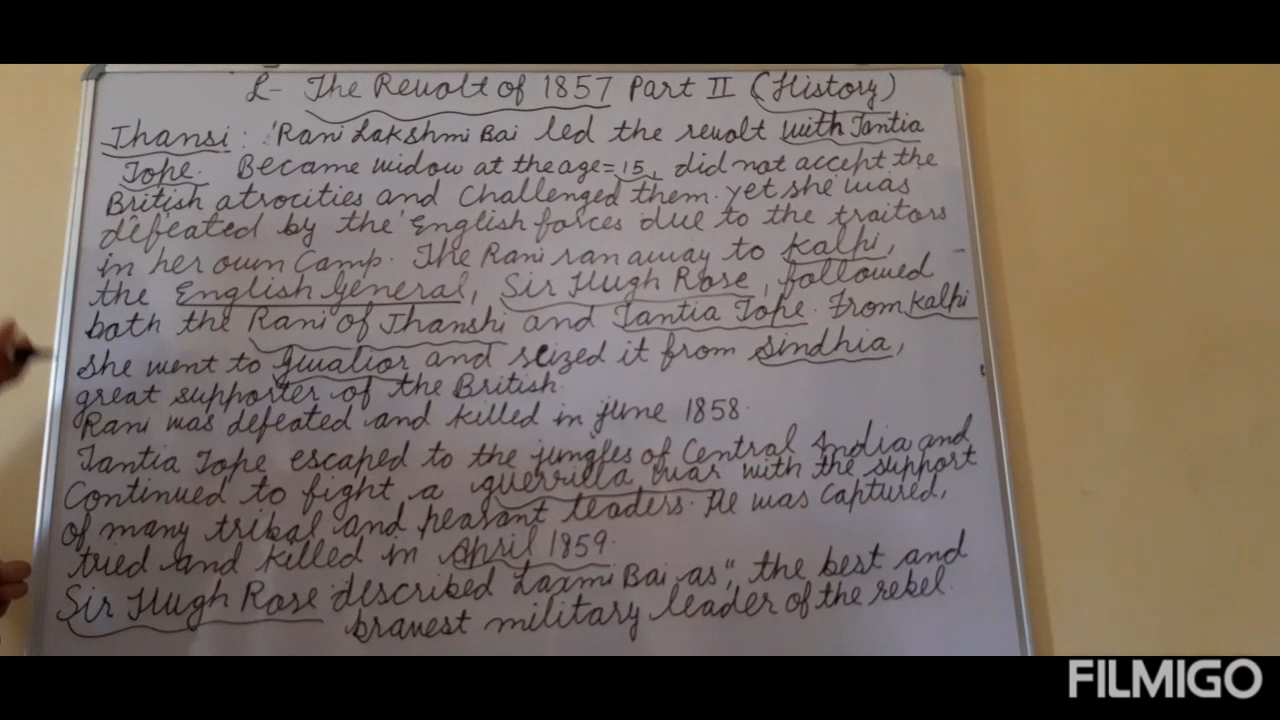 L- The Revolt of 1857 Part II (History)
Jhansi: 'Rani Lakshmi Bai led the revolt with Tantia
Tope. Became widow at the age=15, did not accept the
British atrocities and Challenged them. yet she was
defeated by the English forces due to the traitors
in her own Camp. The Rani ran away to Kalhi,
the English General, Sir Hugh Rose, followed
both the Rani of Jhanshi and Tantia Tope. From Kalhi
she went to Gwalior and seized it from Sindhia,
great supporter of the British.
Rani was defeated and killed in june 1858.
Tantia Tope escaped to the jungles of Central India and
Continued to fight a guerrilla war with the support
of many tribal and peasant leaders. He was captured,
tried and killed in April 1859.
Sir Hugh Rose described Laxmi Bai as ", the best and
bravest military leader of the rebel.
FILMIGO